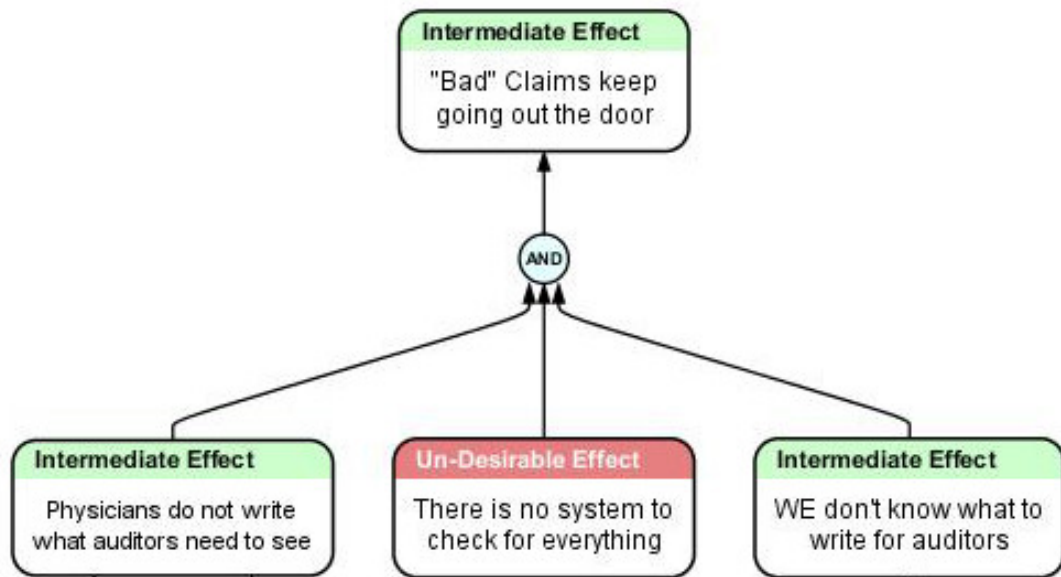 Intermediate Effect
"Bad" Claims keep
going out the door
AND
Intermediate Effect
Physicians do not write
what auditors need to see
Un-Desirable Effect
There is no system to
check for everything
Intermediate Effect
WE don't know what to
write for auditors